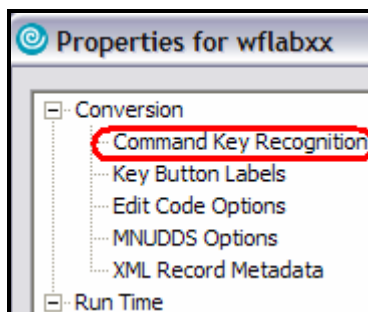 Properties for wflabxx
Conversion
Command Key Recognition
Key Button Labels
Edit Code Options
MNUDDS Options
XML Record Metadata
Run Time